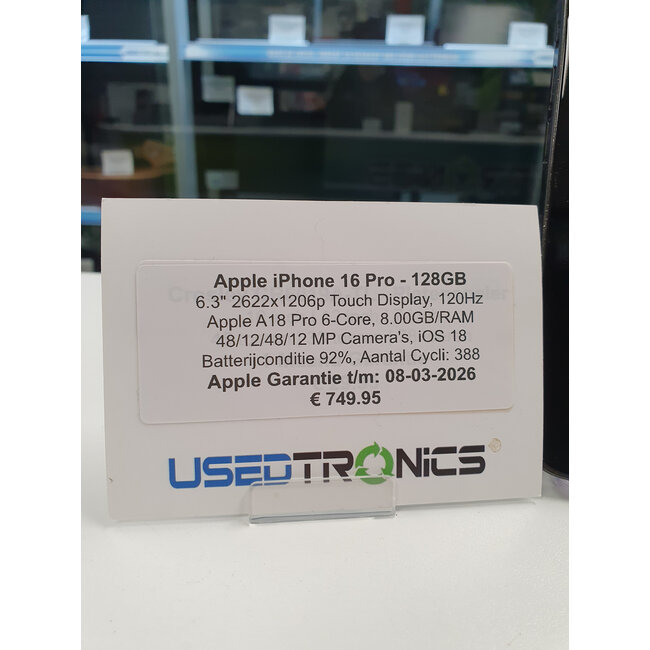 Apple iPhone 16 Pro - 128GB
6.3" 2622x1206p Touch Display, 120Hz
Apple A18 Pro 6-Core, 8.00GB/RAM
48/12/48/12 MP Camera's, iOS 18
Batterijconditie 92%, Aantal Cycli: 388
Apple Garantie t/m: 08-03-2026
€ 749.95
USEDTRONiCS®